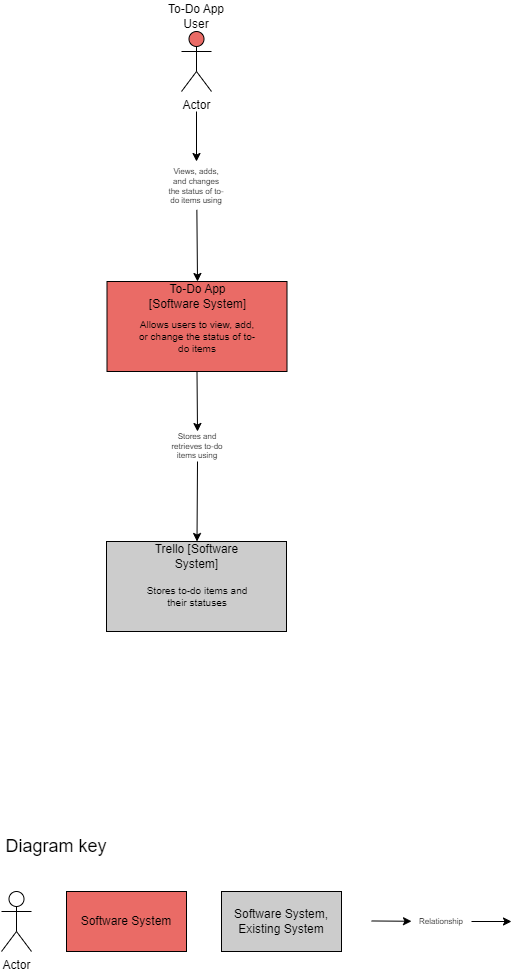 To-Do App
User
Actor
Views, adds,
and changes
the status of to-
do items using
To-Do App
[Software System]
Allows users to view, add,
or change the status of to-
do items
Stores and
retrieves to-do
items using
Trello [Software
System]
Stores to-do items and
their statuses
Diagram key
Actor
Software System
Software System,
Existing System
Relationship